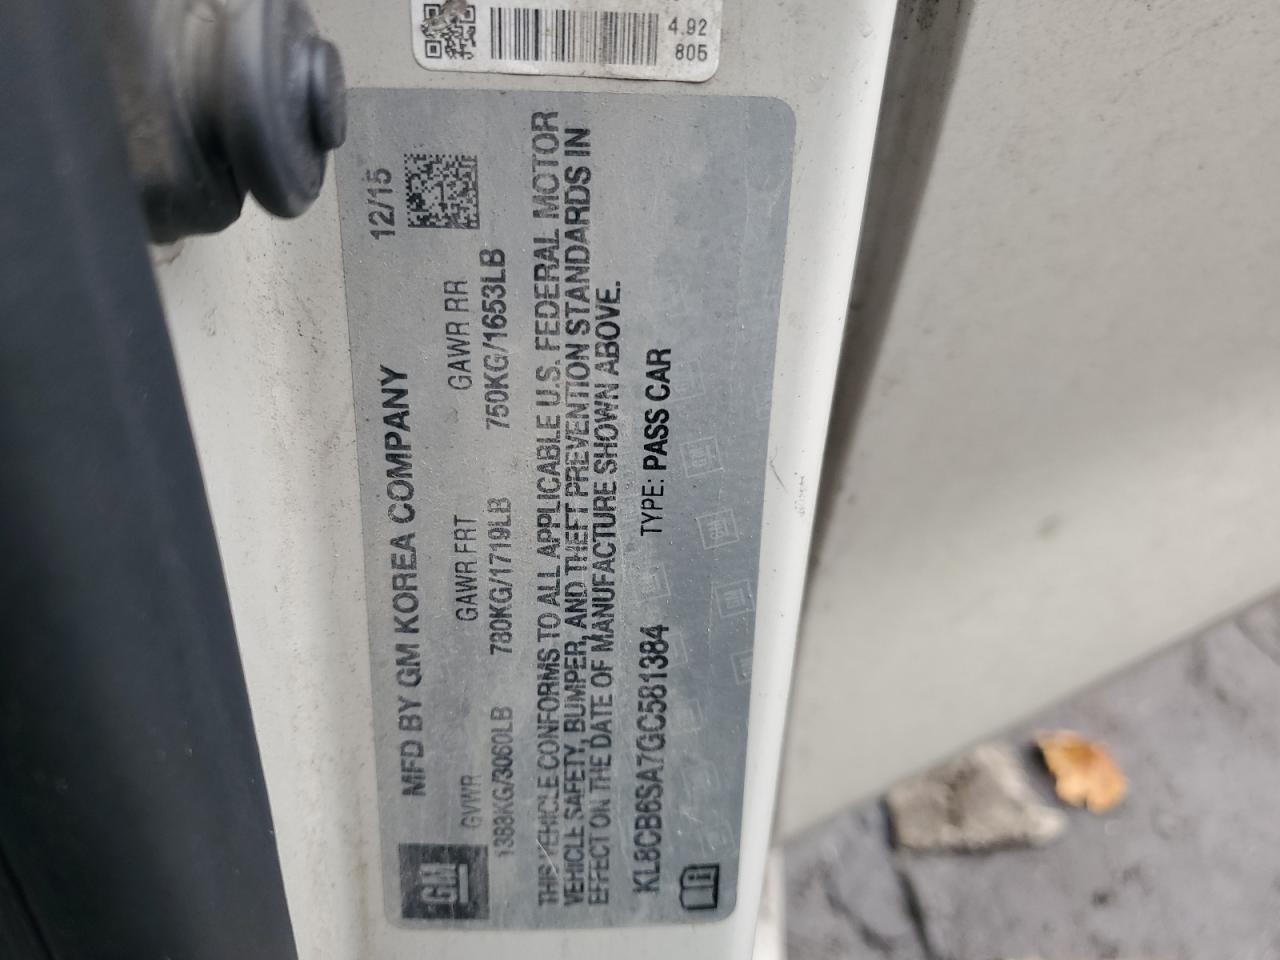 4.92
805
12/15
MFD BY GM KOREA COMPANY
GVWR GAWR FRT GAWR RR
1388KG/3060LB 780KG/1719LB 750KG/1653LB
THIS VEHICLE CONFORMS TO ALL APPLICABLE U.S. FEDERAL MOTOR
VEHICLE SAFETY, BUMPER, AND THEFT PREVENTION STANDARDS IN
EFFECT ON THE DATE OF MANUFACTURE SHOWN ABOVE.
KL8CB6SA7GC581384 TYPE: PASS CAR
GM